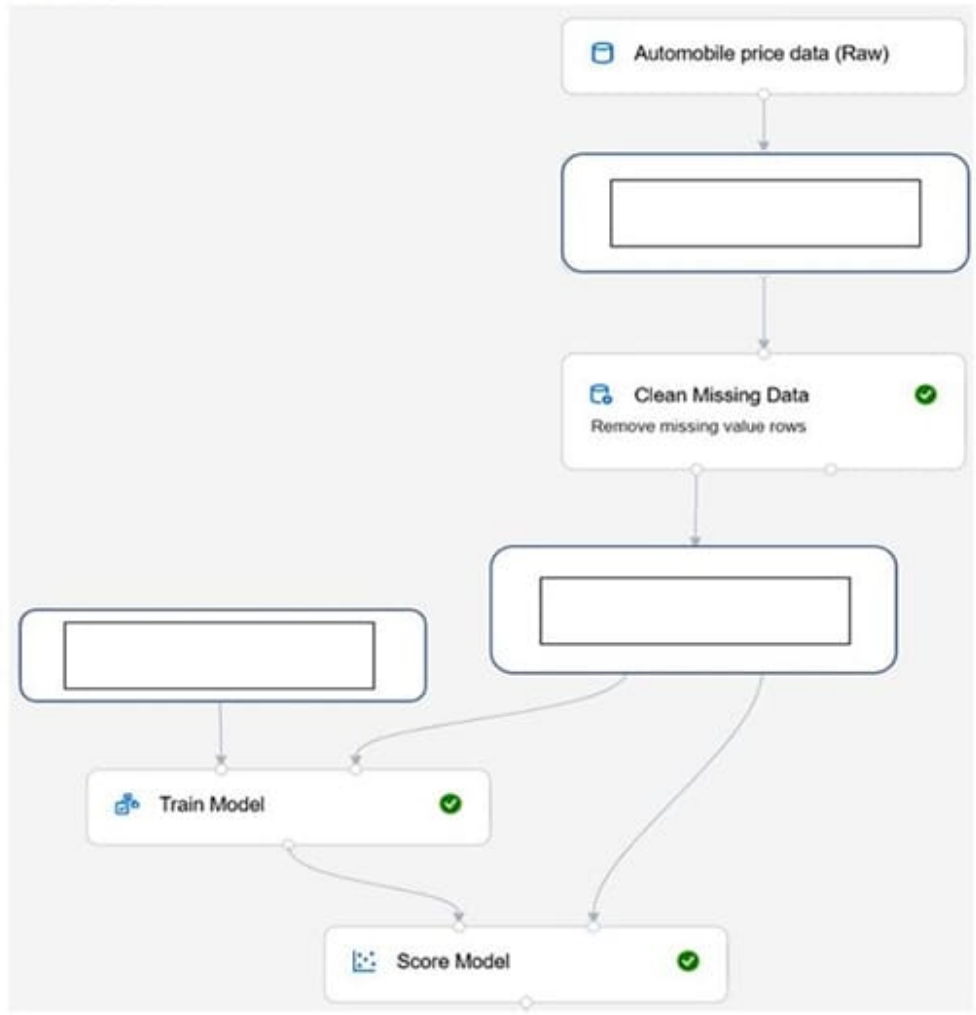 Automobile price data (Raw)
Clean Missing Data
Remove missing value rows
Train Model
Score Model